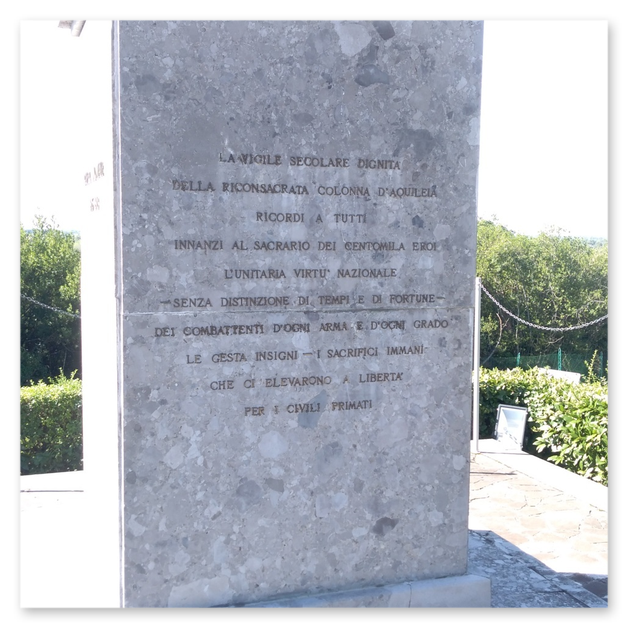 LA VIGILE SECOLARE DIGNITA
DELLA RICONSACRATA COLONNA D'AQUILEIA
RICORDI A TUTTI
INNANZI AL SACRARIO DEI CENTOMILA EROI
L'UNITARIA VIRTU' NAZIONALE
—SENZA DISTINZIONE DI TEMPI E DI FORTUNE—
DEI COMBATTENTI D'OGNI ARMA E D'OGNI GRADO
LE GESTA INSIGNI — I SACRIFICI IMMANI
CHE CI ELEVARONO A LIBERTA'
PER I CIVILI PRIMATI